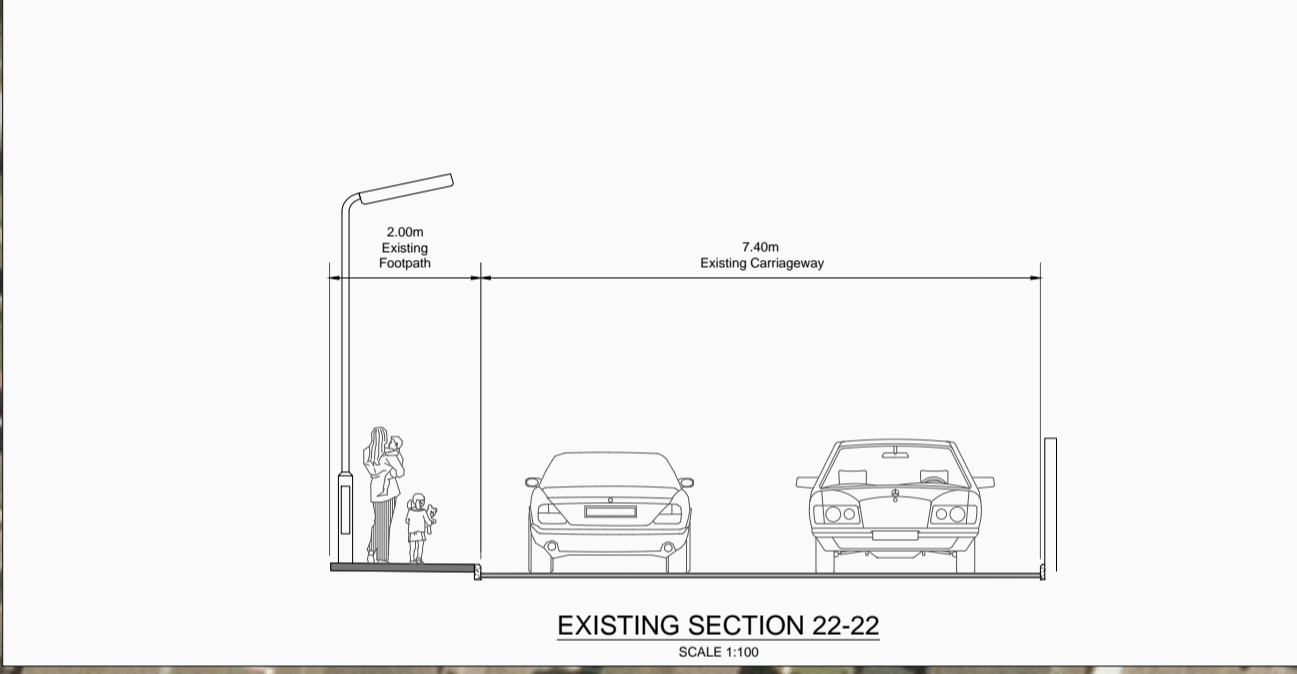 2.00m
Existing
Footpath
7.40m
Existing Carriageway
EXISTING SECTION 22-22
SCALE 1:100